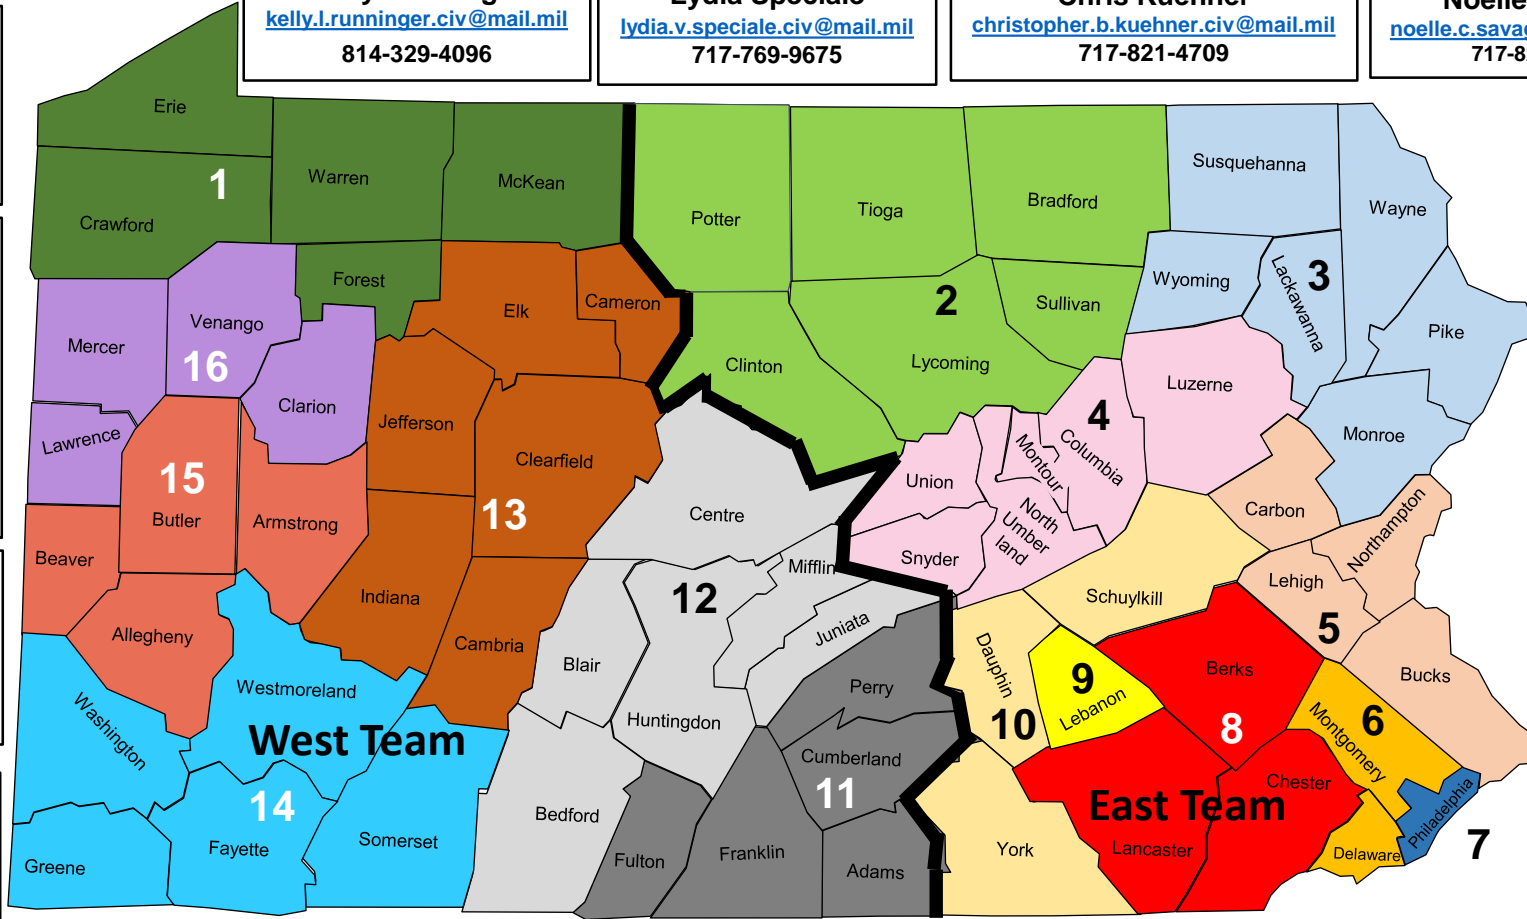 kelly.l.runninger.civ@mail.mil
814-329-4096
Lydia Speciale
lydia.v.speciale.civ@mail.mil
717-769-9675
Chris Kuehner
christopher.b.kuehner.civ@mail.mil
717-821-4709
Noelle
Erie
1
Warren
McKean
Crawford
Forest
Potter
Tioga
Bradford
Susquehanna
Wayne
Wyoming
Lackawanna
3
Pike
Mercer
Venango
16
Clarion
Lawrence
Elk
Cameron
Clinton
2
Sullivan
Lycoming
Luzerne
Monroe
Jefferson
Clearfield
13
4
Columbia
Montour
Union
North
Umber
land
Snyder
Carbon
Northampton
Lehigh
5
Bucks
15
Butler
Armstrong
Beaver
Allegheny
Indiana
Cambria
Centre
12
Mifflin
Juniata
Blair
Huntingdon
Schuylkill
Dauphin
10
9
Lebanon
Berks
8
6
Montgomery
Washington
Westmoreland
West Team
14
Greene
Fayette
Somerset
Bedford
Fulton
Franklin
Perry
Cumberland
11
Adams
York
East Team
Lancaster
Chester
Delaware
Philadelphia
7